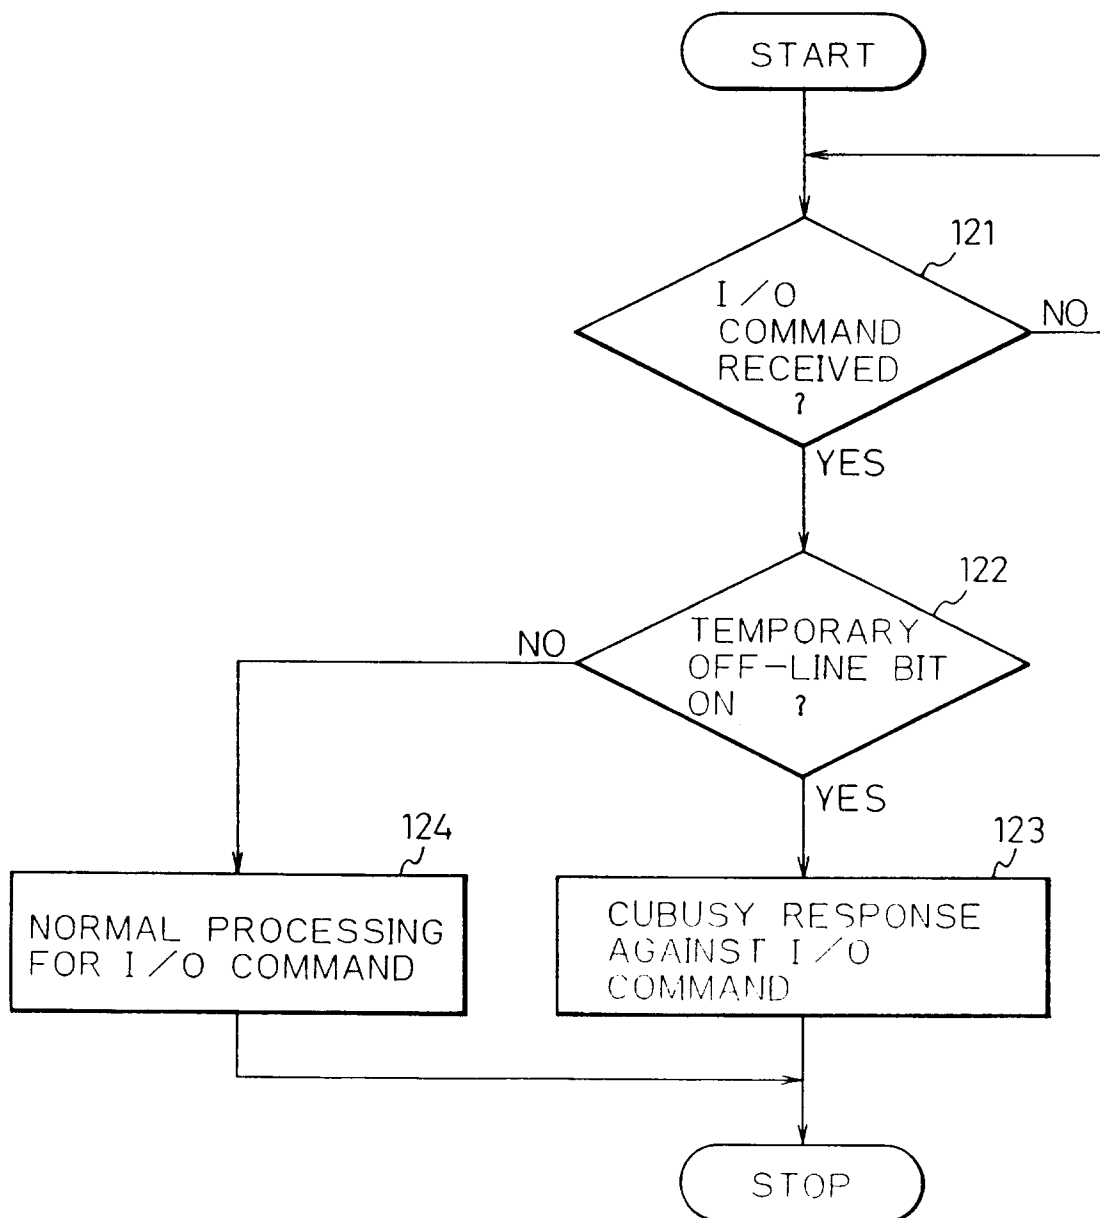 START
121
I/O
COMMAND
RECEIVED
?
NO
YES
122
TEMPORARY
OFF-LINE BIT
ON ?
NO
YES
124
NORMAL PROCESSING
FOR I/O COMMAND
123
CUBUSY RESPONSE
AGAINST I/O
COMMAND
STOP